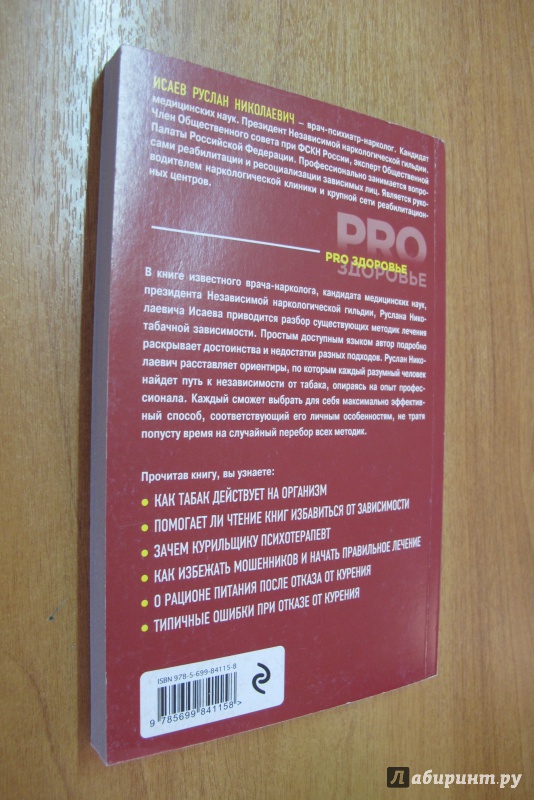 ИСАЕВ РУСЛАН НИКОЛАЕВИЧ – врач-психиатр-нарколог. Кандидат
медицинских наук. Президент Независимой наркологической гильдии.
Член Общественного совета при ФСКН России, эксперт Общественной
Палаты Российской Федерации. Профессионально занимается вопро-
сами реабилитации и ресоциализации зависимых лиц. Является руко-
водителем наркологической клиники и крупной сети реабилитацион-
ных центров.
PRO
PRO ЗДОРОВЬЕ
ЗДОРОВЬЕ
В книге известного врача-нарколога, кандидата медицинских наук,
президента Независимой наркологической гильдии, Руслана Нико-
лаевича Исаева приводится разбор существующих методик лечения
табачной зависимости. Простым доступным языком автор подробно
раскрывает достоинства и недостатки разных подходов. Руслан Нико-
лаевич расставляет ориентиры, по которым каждый разумный человек
найдет путь к независимости от табака, опираясь на опыт профес-
сионала. Каждый сможет выбрать для себя максимально эффектив-
ный способ, соответствующий его личным особенностям, не тратя
попусту время на случайный перебор всех методик.
Прочитав книгу, вы узнаете:
• КАК ТАБАК ДЕЙСТВУЕТ НА ОРГАНИЗМ
• ПОМОГАЕТ ЛИ ЧТЕНИЕ КНИГ ИЗБАВИТЬСЯ ОТ ЗАВИСИМОСТИ
• ЗАЧЕМ КУРИЛЬЩИКУ ПСИХОТЕРАПЕВТ
• КАК ИЗБЕЖАТЬ МОШЕННИКОВ И НАЧАТЬ ПРАВИЛЬНОЕ ЛЕЧЕНИЕ
• О РАЦИОНЕ ПИТАНИЯ ПОСЛЕ ОТКАЗА ОТ КУРЕНИЯ
• ТИПИЧНЫЕ ОШИБКИ ПРИ ОТКАЗЕ ОТ КУРЕНИЯ
ISBN 978-5-699-84115-8
9 785699 841158 >
Лабиринт.ру